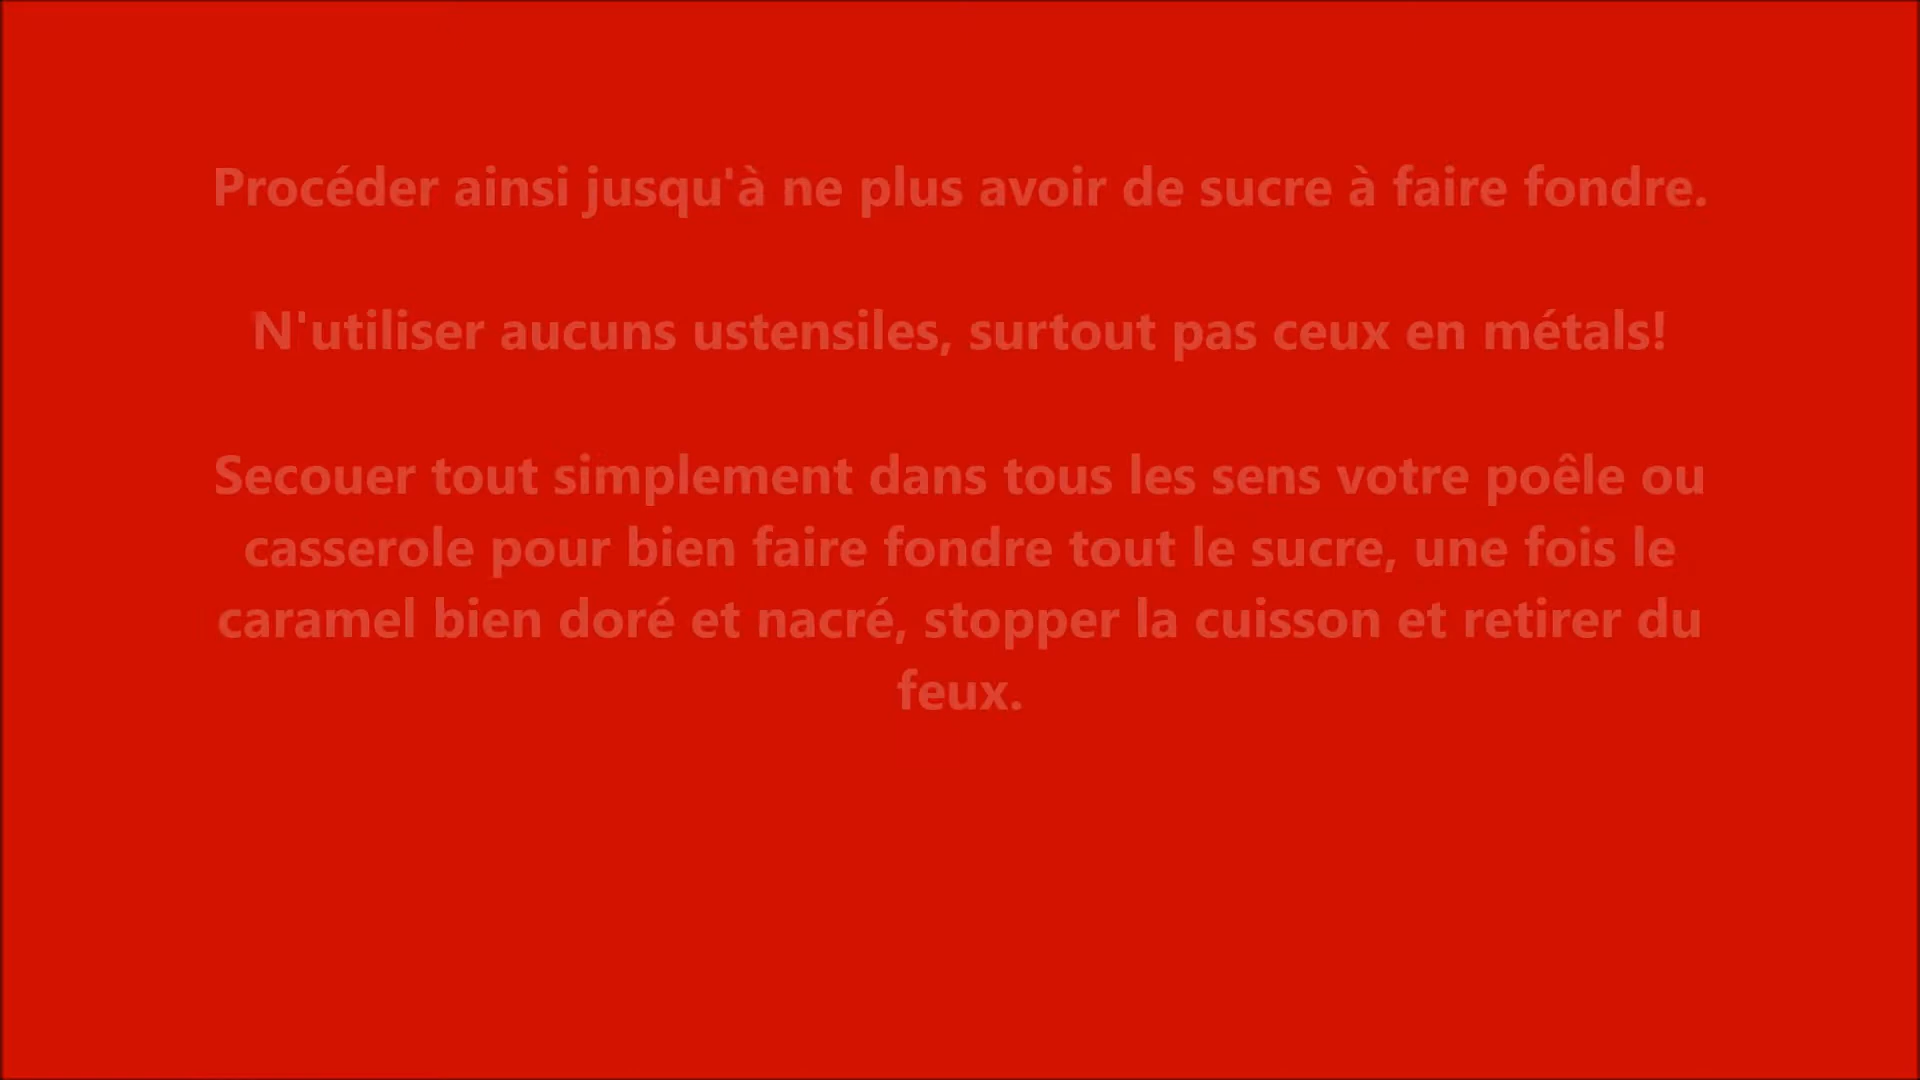 Procéder ainsi jusqu'à ne plus avoir de sucre à faire fondre.
N'utiliser aucuns ustensiles, surtout pas ceux en métals!
Secouer tout simplement dans tous les sens votre poêle ou
casserole pour bien faire fondre tout le sucre, une fois le
caramel bien doré et nacré, stopper la cuisson et retirer du
feux.